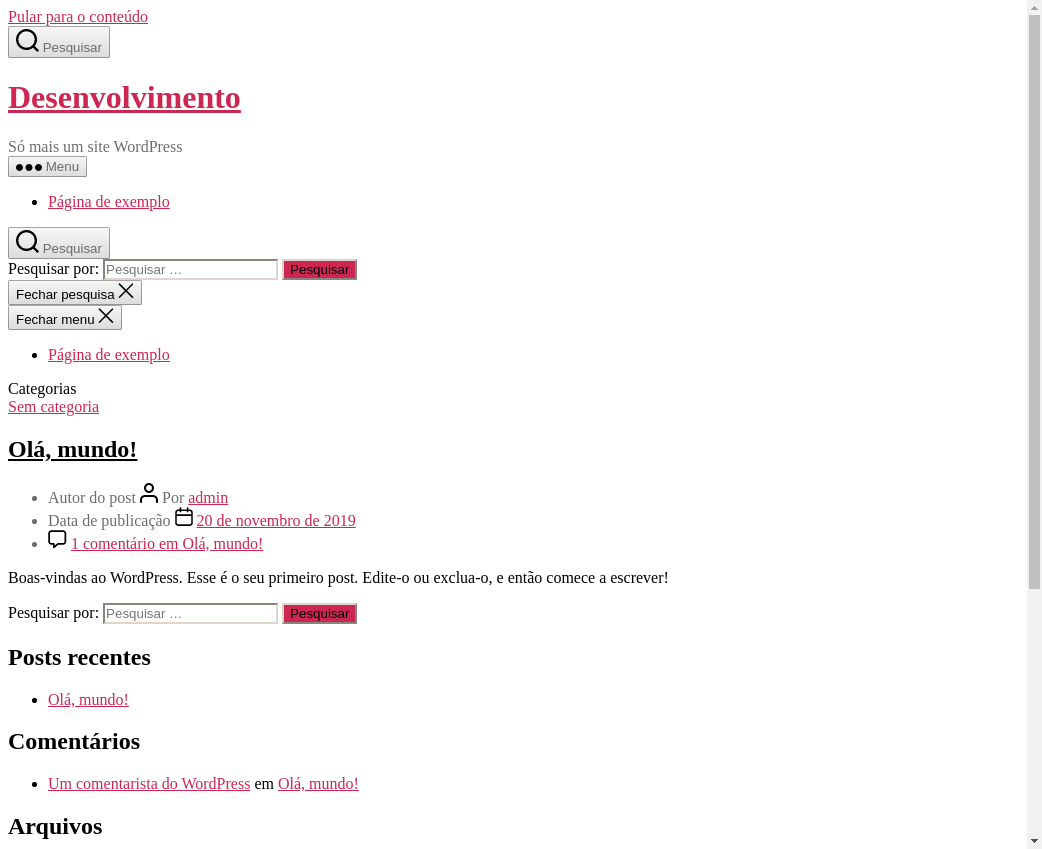 Pular para o conteúdo
Pesquisar
Desenvolvimento
Só mais um site WordPress
Menu
Página de exemplo
Pesquisar
Pesquisar por: Pesquisar … Pesquisar
Fechar pesquisa
Fechar menu
Página de exemplo
Categorias
Sem categoria
Olá, mundo!
Autor do post Por admin
Data de publicação 20 de novembro de 2019
1 comentário em Olá, mundo!
Boas-vindas ao WordPress. Esse é o seu primeiro post. Edite-o ou exclua-o, e então comece a escrever!
Pesquisar por: Pesquisar … Pesquisar
Posts recentes
Olá, mundo!
Comentários
Um comentarista do WordPress em Olá, mundo!
Arquivos